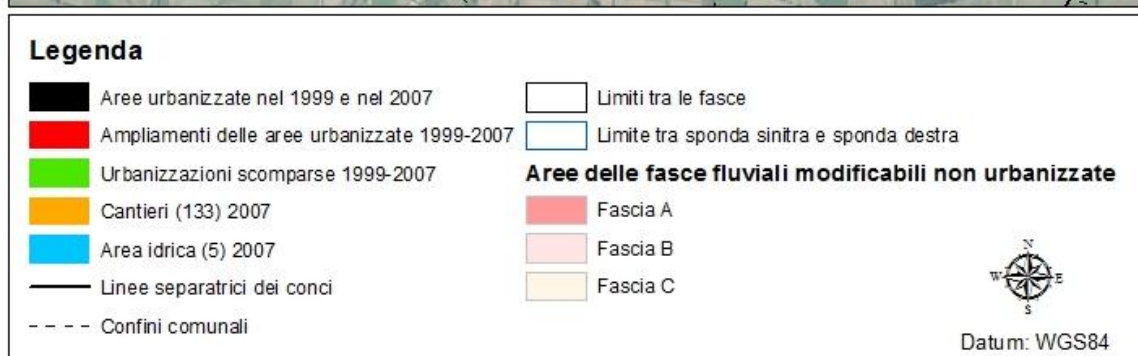 Legenda
Aree urbanizzate nel 1999 e nel 2007
Ampliamenti delle aree urbanizzate 1999-2007
Urbanizzazioni scomparse 1999-2007
Cantieri (133) 2007
Area idrica (5) 2007
Linee separatrici dei conci
Confini comunali
Limiti tra le fasce
Limite tra sponda sinitra e sponda destra
Aree delle fasce fluviali modificabili non urbanizzate
Fascia A
Fascia B
Fascia C
N
W E
S
Datum: WGS84